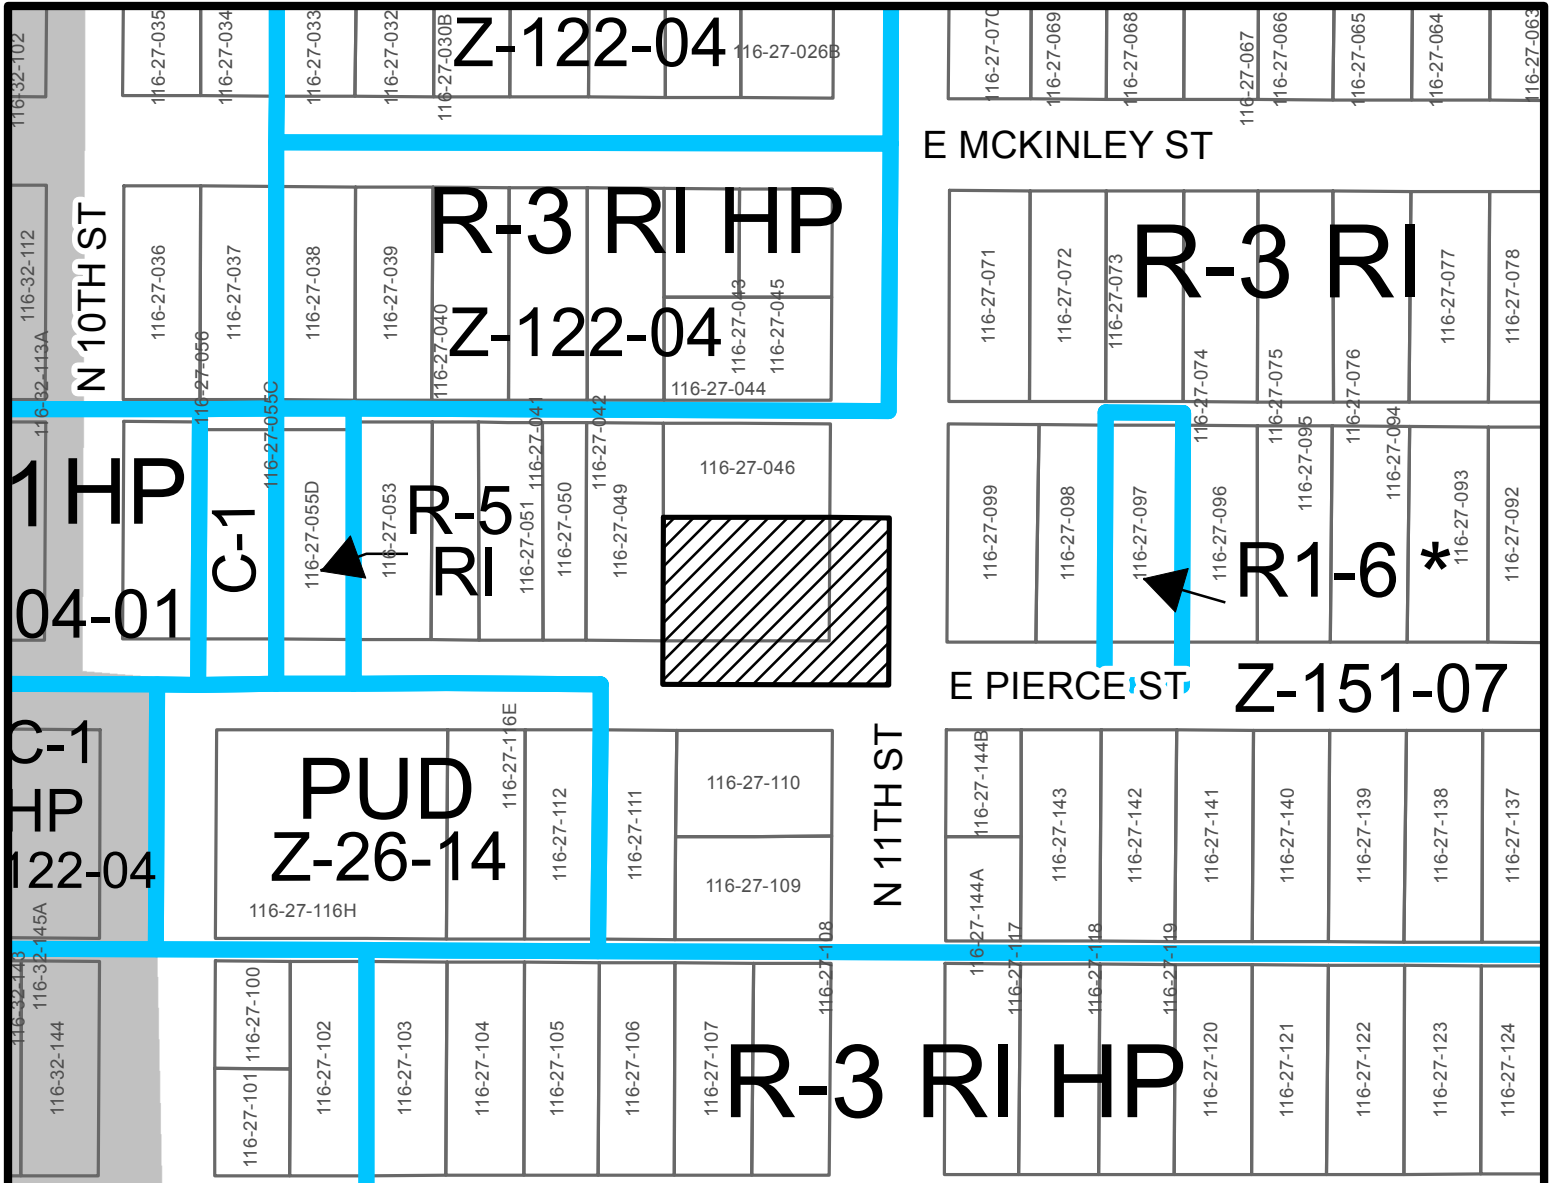 116-32-102
116-27-035
116-27-034
116-27-033
116-27-032
116-27-030B
Z-122-04
116-27-026B
116-27-070
116-27-069
116-27-068
116-27-067
116-27-066
116-27-065
116-27-064
116-27-063
E MCKINLEY ST
N 10TH ST
116-32-112
116-32-113A
116-27-036
116-27-037
116-27-056
116-27-038
116-27-039
116-27-040
R-3 RI HP
Z-122-04
116-27-043
116-27-045
116-27-044
116-27-071
116-27-072
116-27-073
R-3 RI
116-27-074
116-27-075
116-27-076
116-27-077
116-27-078
1 HP
04-01
C-1
116-27-055C
116-27-055D
116-27-053
R-5
RI
116-27-051
116-27-041
116-27-050
116-27-042
116-27-049
116-27-046
116-27-099
116-27-098
116-27-097
116-27-096
116-27-095
116-27-094
116-27-093
116-27-092
R1-6 *
E PIERCE ST
Z-151-07
C-1
HP
122-04
PUD
Z-26-14
116-27-116H
116-27-116E
116-27-112
116-27-111
116-27-110
116-27-109
N 11TH ST
116-27-144B
116-27-144A
116-27-143
116-27-142
116-27-141
116-27-140
116-27-139
116-27-138
116-27-137
116-32-143
116-32-145A
116-32-144
116-27-100
116-27-101
116-27-102
116-27-103
116-27-104
116-27-105
116-27-106
116-27-107
116-27-108
R-3 RI HP
116-27-117
116-27-118
116-27-119
116-27-120
116-27-121
116-27-122
116-27-123
116-27-124